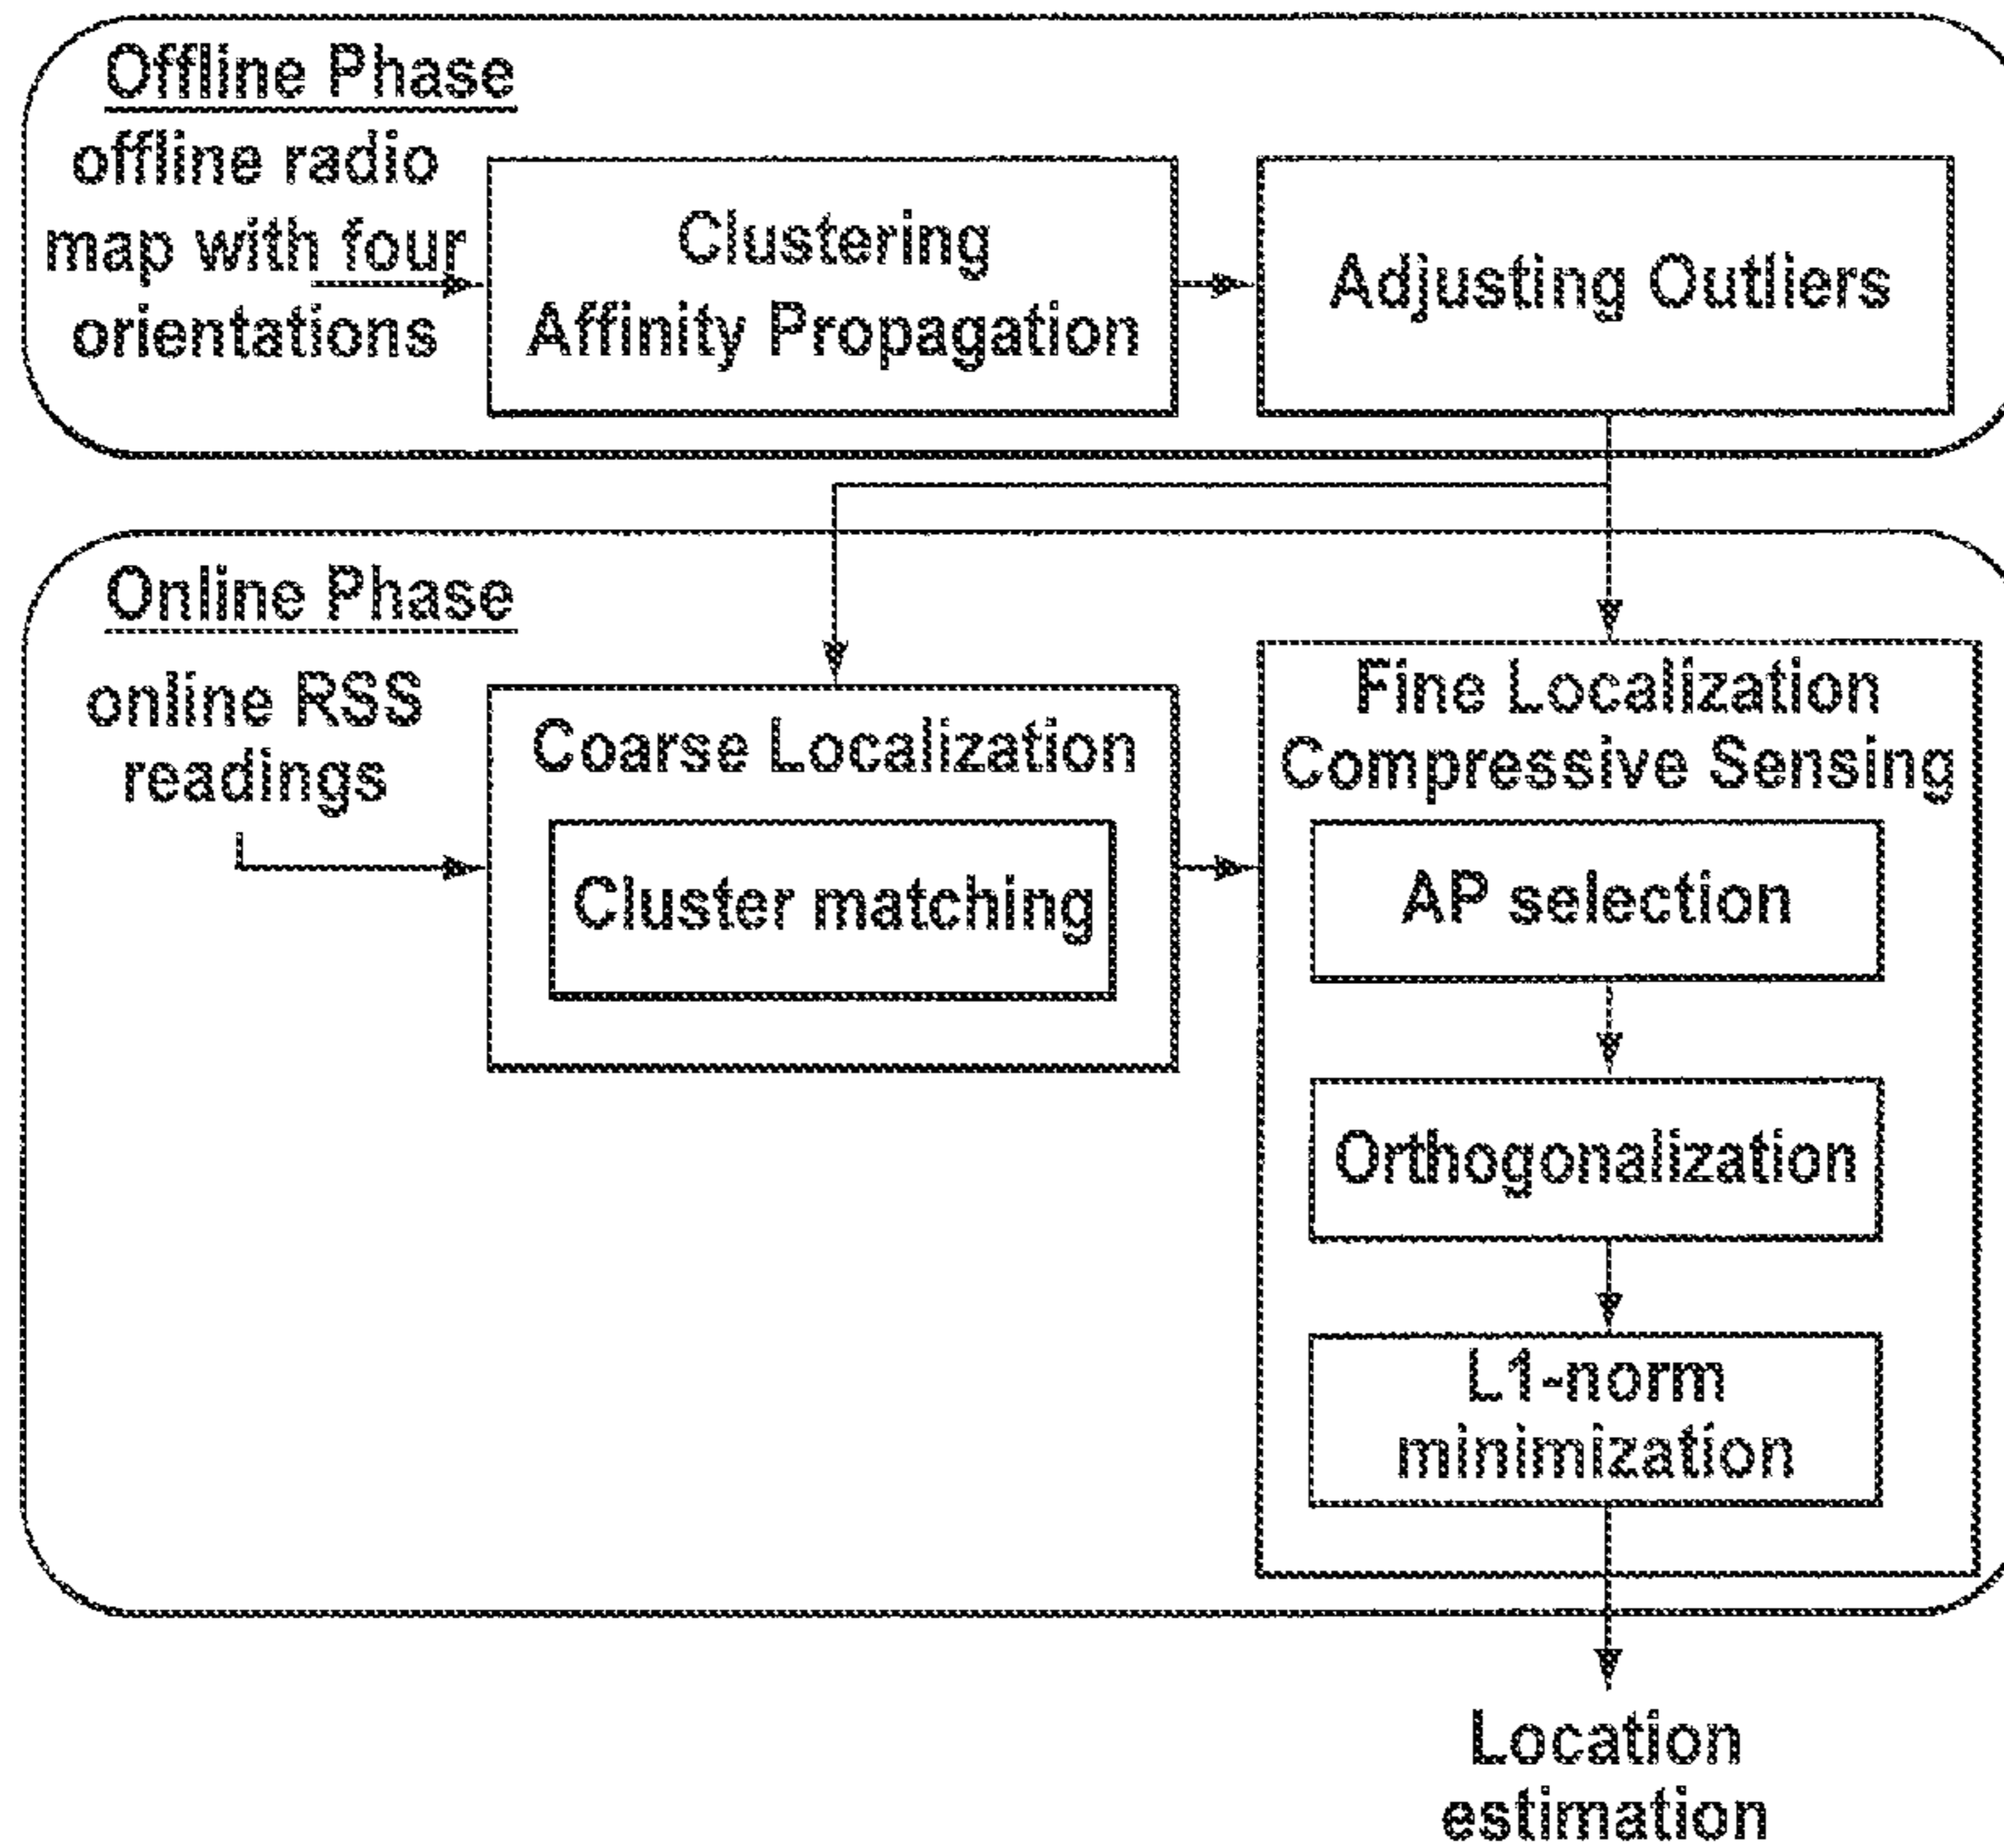 Offline Phase
offline radio
map with four
orientations
Clustering
Affinity Propagation
Adjusting Outliers
Online Phase
online RSS
readings
Coarse Localization
Cluster matching
Fine Localization
Compressive Sensing
AP selection
Orthogonalization
L1-norm
minimization
Location
estimation